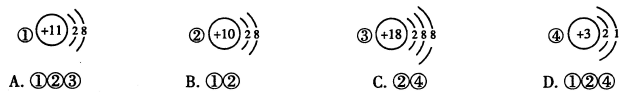 ① +11 2 8 ② +10 2 8 ③ +18 2 8 8 ④ +3 2 1
A. ①②③ B. ①② C. ②④ D. ①②④